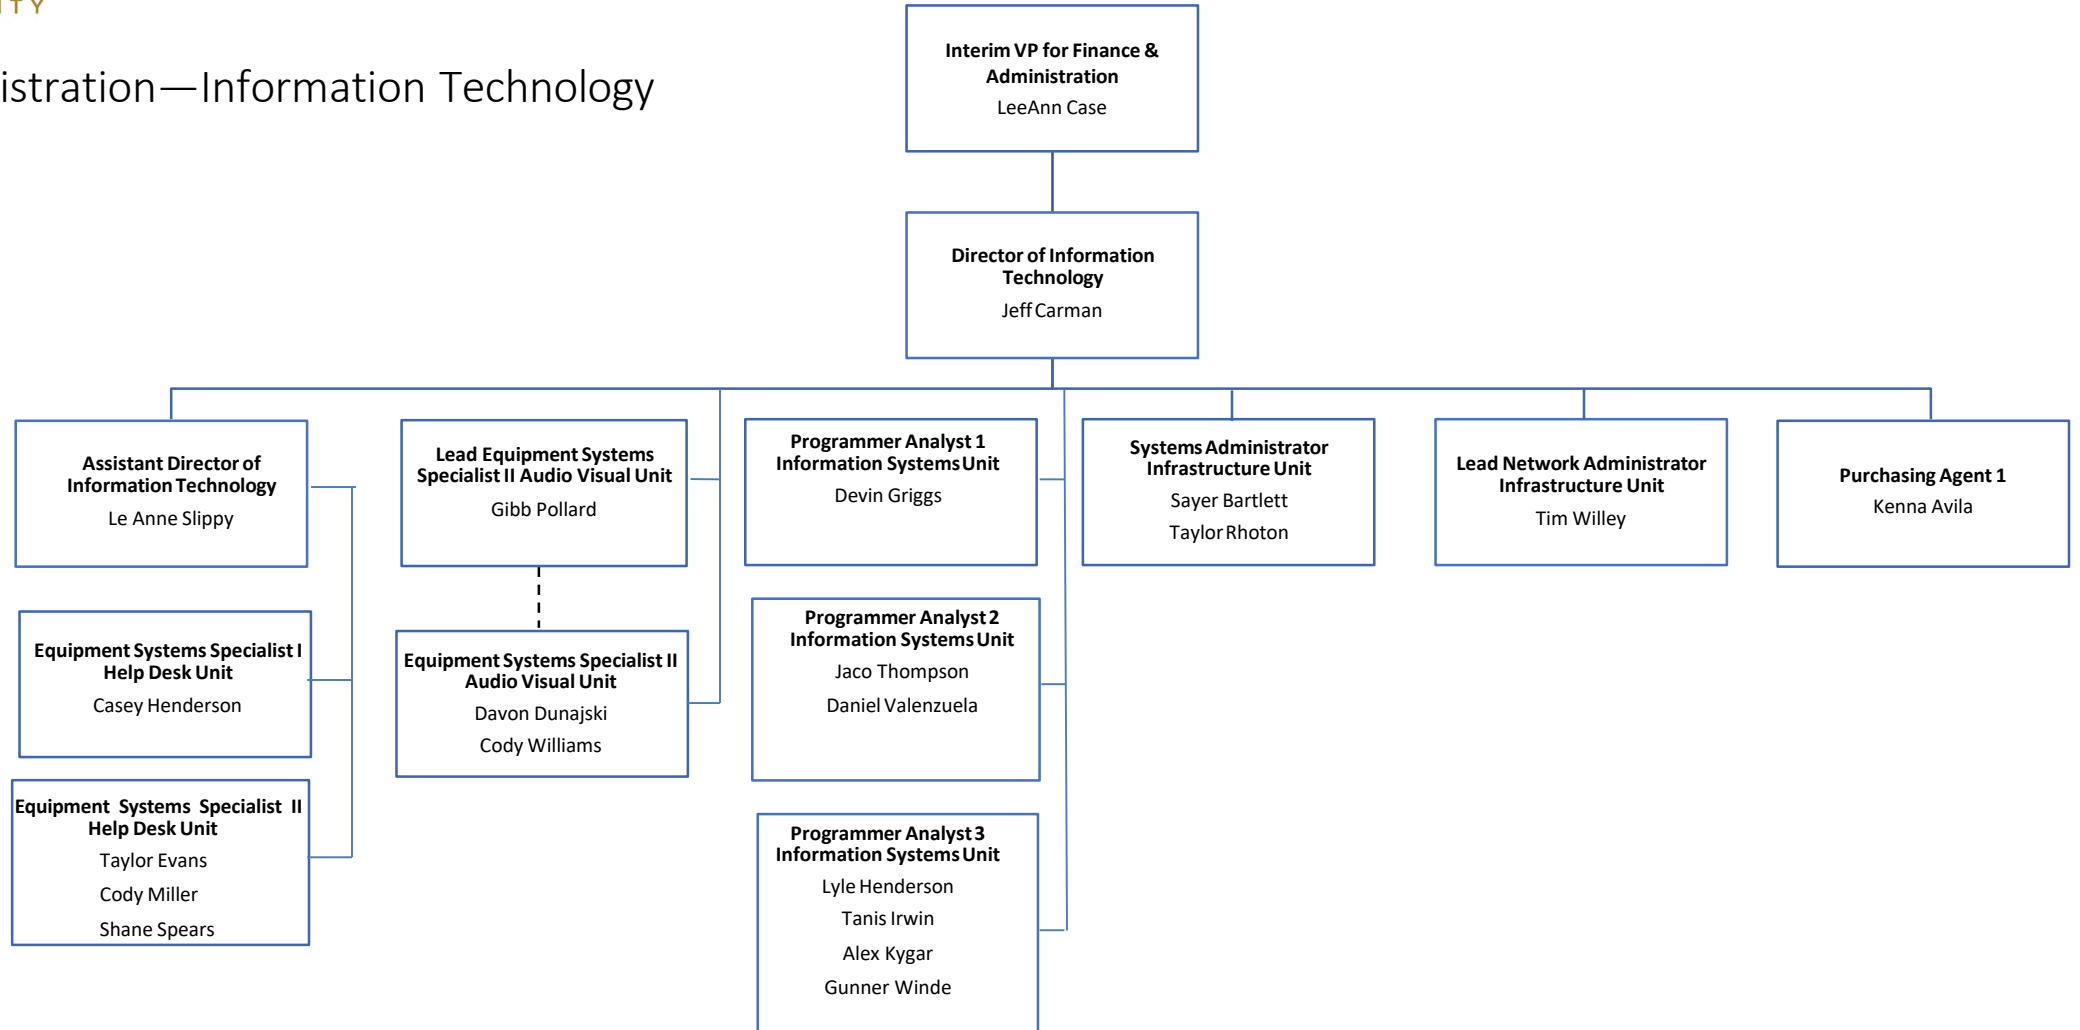 istration—Information Technology
Interim VP for Finance &
Administration
LeeAnn Case
Director of Information
Technology
Jeff Carman
Assistant Director of
Information Technology
Le Anne Slippy
Lead Equipment Systems
Specialist II Audio Visual Unit
Gibb Pollard
Programmer Analyst 1
Information Systems Unit
Devin Griggs
Systems Administrator
Infrastructure Unit
Sayer Bartlett
Taylor Rhoton
Lead Network Administrator
Infrastructure Unit
Tim Willey
Purchasing Agent 1
Kenna Avila
Equipment Systems Specialist I
Help Desk Unit
Casey Henderson
Equipment Systems Specialist II
Audio Visual Unit
Davon Dunajski
Cody Williams
Programmer Analyst 2
Information Systems Unit
Jaco Thompson
Daniel Valenzuela
Equipment Systems Specialist II
Help Desk Unit
Taylor Evans
Cody Miller
Shane Spears
Programmer Analyst 3
Information Systems Unit
Lyle Henderson
Tanis Irwin
Alex Kygar
Gunner Winde